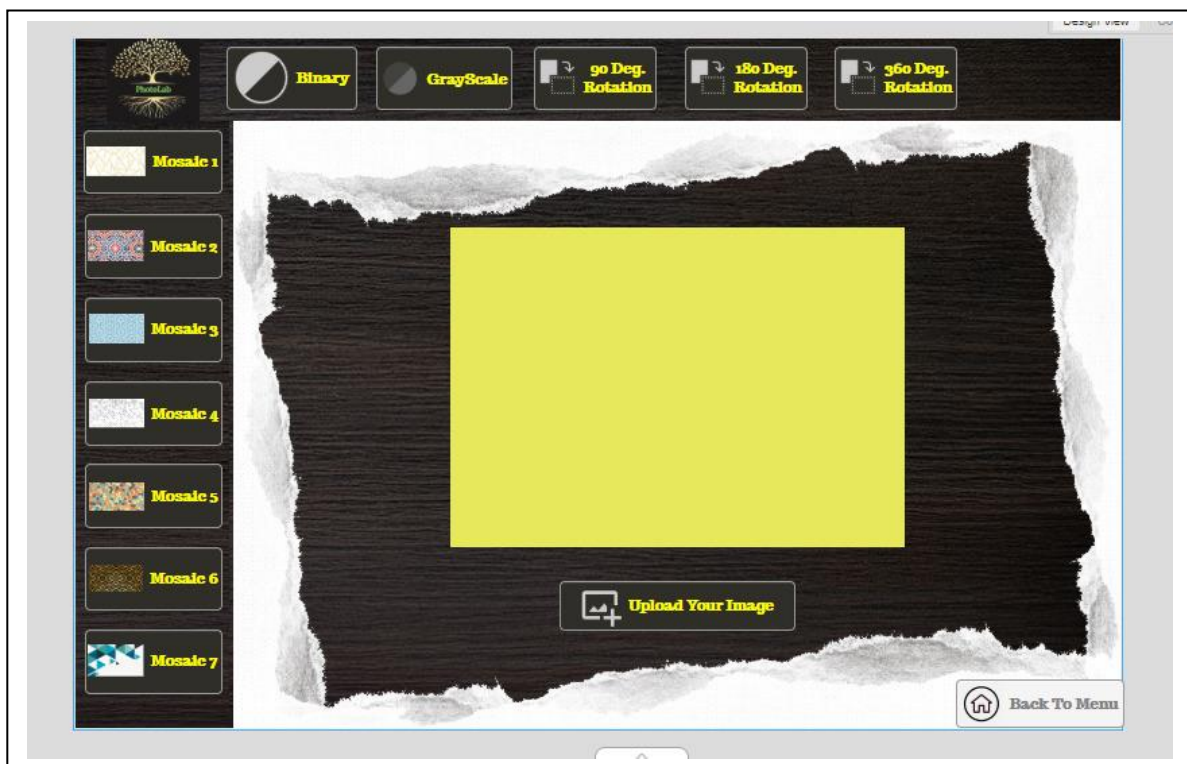 Design View
PhotoLab
Binary
GrayScale
90 Deg.
Rotation
180 Deg.
Rotation
360 Deg.
Rotation
Mosaic 1
Mosaic 2
Mosaic 3
Mosaic 4
Mosaic 5
Mosaic 6
Mosaic 7
Upload Your Image
Back To Menu